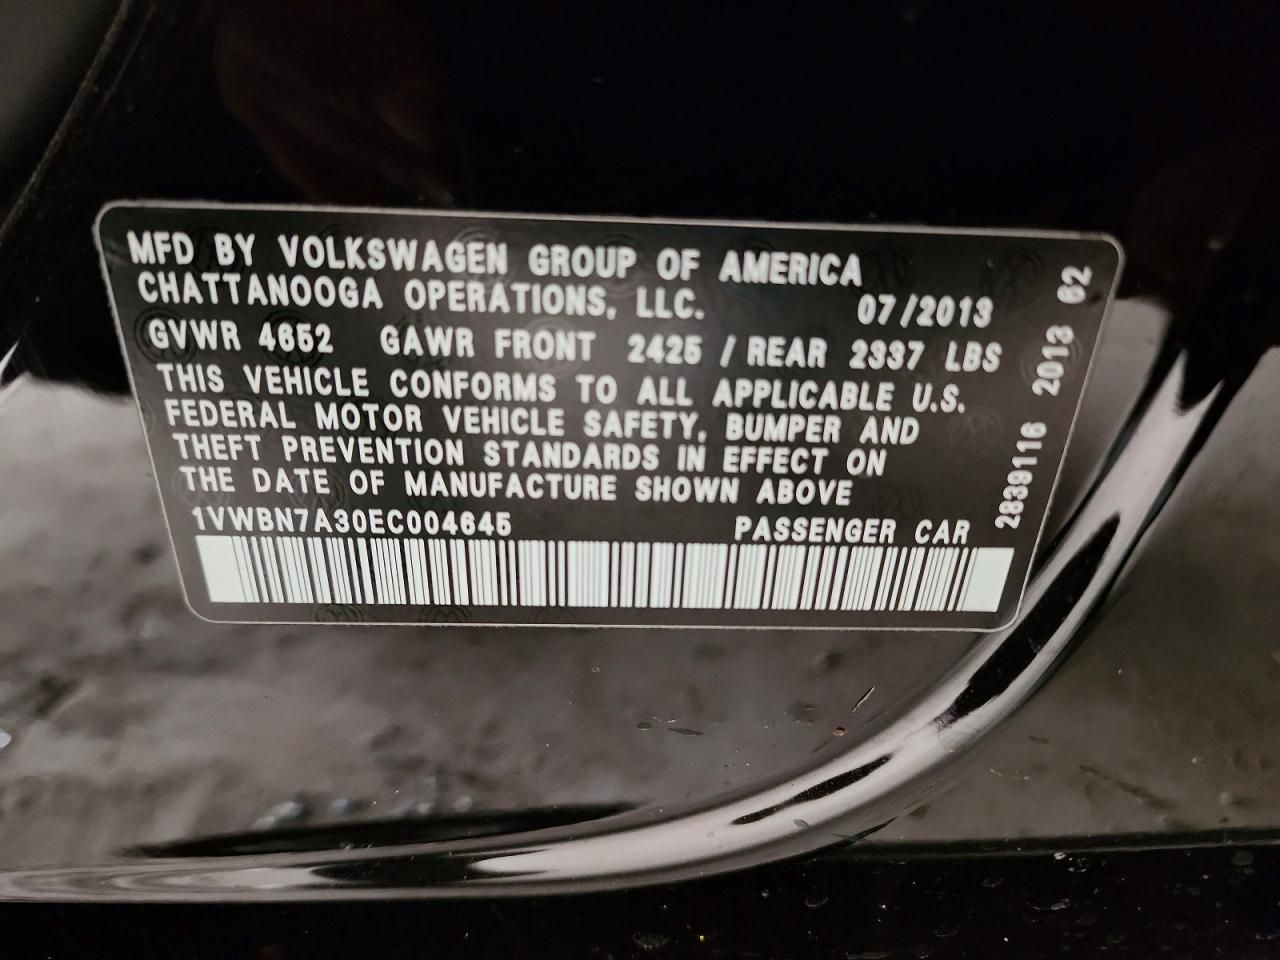 MFD BY VOLKSWAGEN GROUP OF AMERICA
CHATTANOOGA OPERATIONS, LLC. 07/2013
GVWR 4652 GAWR FRONT 2425 / REAR 2337 LBS
THIS VEHICLE CONFORMS TO ALL APPLICABLE U.S.
FEDERAL MOTOR VEHICLE SAFETY, BUMPER AND
THEFT PREVENTION STANDARDS IN EFFECT ON
THE DATE OF MANUFACTURE SHOWN ABOVE
1VWBN7A30EC004645 PASSENGER CAR
2839116 2013 62